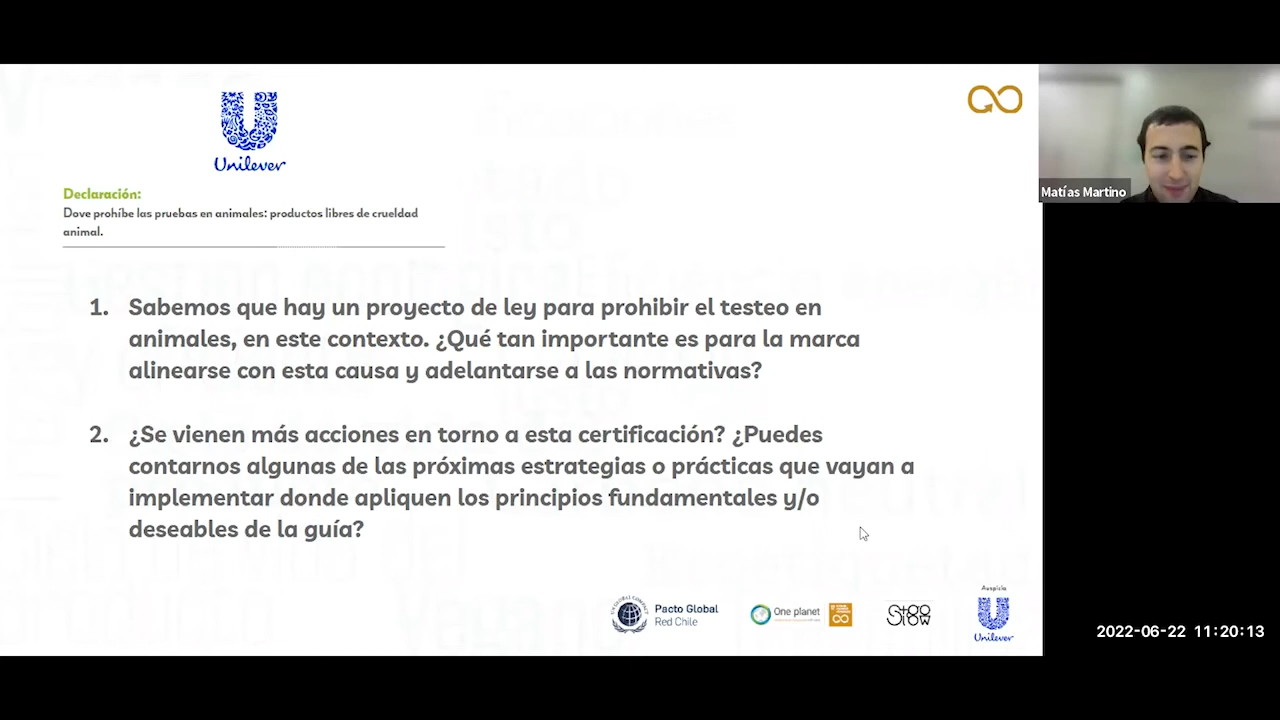 Unilever
Declaración:
Dove prohíbe las pruebas en animales: productos libres de crueldad
animal.
Matías Martino
1. Sabemos que hay un proyecto de ley para prohibir el testeo en
animales, en este contexto. ¿Qué tan importante es para la marca
alinearse con esta causa y adelantarse a las normativas?
2. ¿Se vienen más acciones en torno a esta certificación? ¿Puedes
contarnos algunas de las próximas estrategias o prácticas que vayan a
implementar donde apliquen los principios fundamentales y/o
deseables de la guía?
Pacto Global
Red Chile
One planet
Stgo
Slow
Auspicia
Unilever
2022-06-22 11:20:13